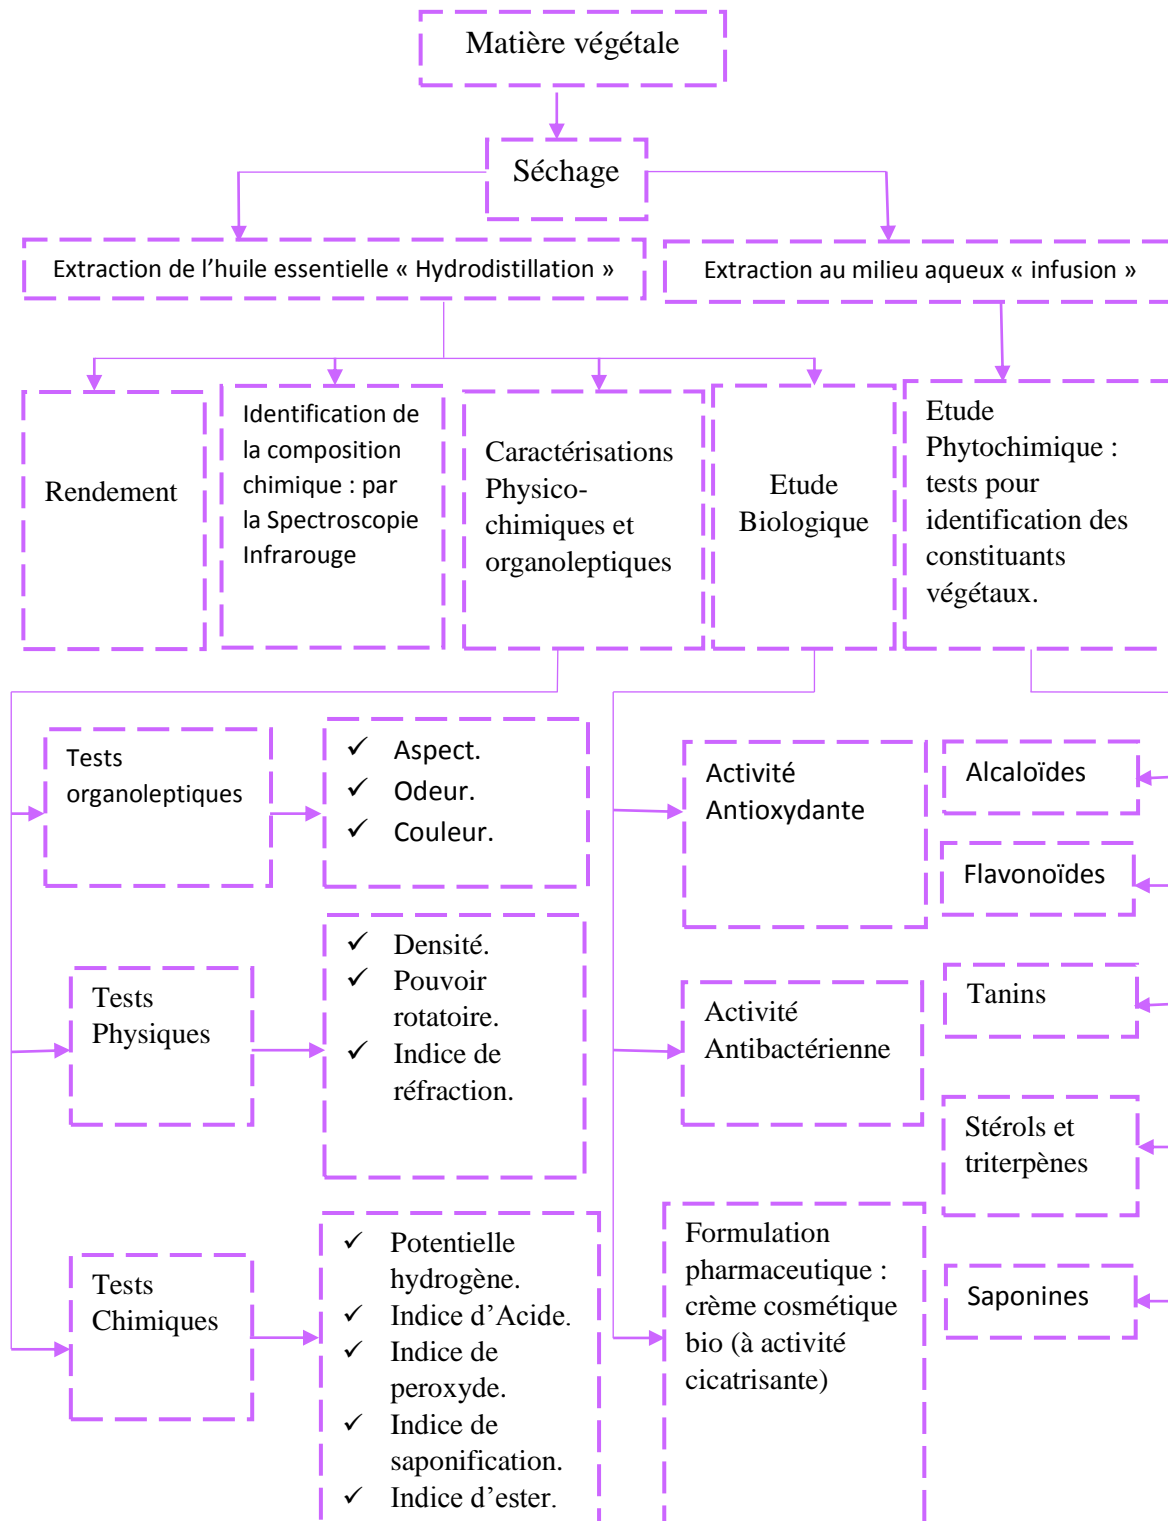 Matière végétale
Séchage
Extraction de l’huile essentielle « Hydrodistillation »
Extraction au milieu aqueux « infusion »
Rendement
Identification de
la composition
chimique : par
la Spectroscopie
Infrarouge
Caractérisations
Physico-
chimiques et
organoleptiques
Etude
Biologique
Etude
Phytochimique :
tests pour
identification des
constituants
végétaux.
Tests
organoleptiques
✓ Aspect.
✓ Odeur.
✓ Couleur.
Activité
Antioxydante
Alcaloïdes
Flavonoïdes
Tests
Physiques
✓ Densité.
✓ Pouvoir
rotatoire.
✓ Indice de
réfraction.
Activité
Antibactérienne
Tanins
Stérols et
triterpènes
Tests
Chimiques
✓ Potentielle
hydrogène.
✓ Indice d’Acide.
✓ Indice de
peroxyde.
✓ Indice de
saponification.
✓ Indice d’ester.
Formulation
pharmaceutique :
crème cosmétique
bio (à activité
cicatrisante)
Saponines